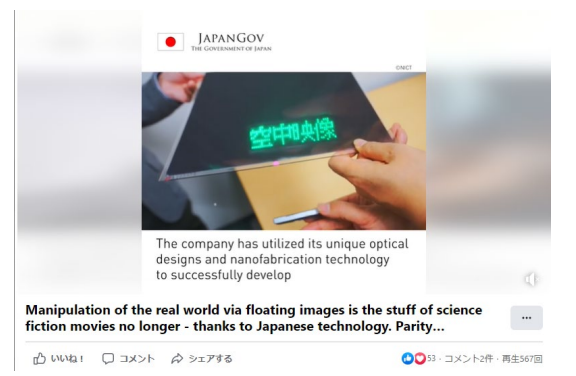 JAPANGOV
THE GOVERNMENT OF JAPAN
©NICT
空中映像
The company has utilized its unique optical
designs and nanofabrication technology
to successfully develop
Manipulation of the real world via floating images is the stuff of science
fiction movies no longer - thanks to Japanese technology. Parity...
いいね！ コメント シェアする 53・コメント2件・再生567回